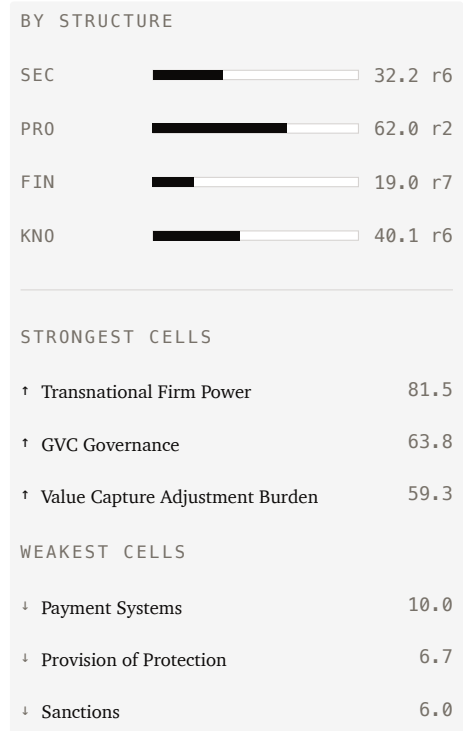 BY STRUCTURE
SEC 32.2 r6
PRO 62.0 r2
FIN 19.0 r7
KNO 40.1 r6
STRONGEST CELLS
↑ Transnational Firm Power 81.5
↑ GVC Governance 63.8
↑ Value Capture Adjustment Burden 59.3
WEAKEST CELLS
↓ Payment Systems 10.0
↓ Provision of Protection 6.7
↓ Sanctions 6.0